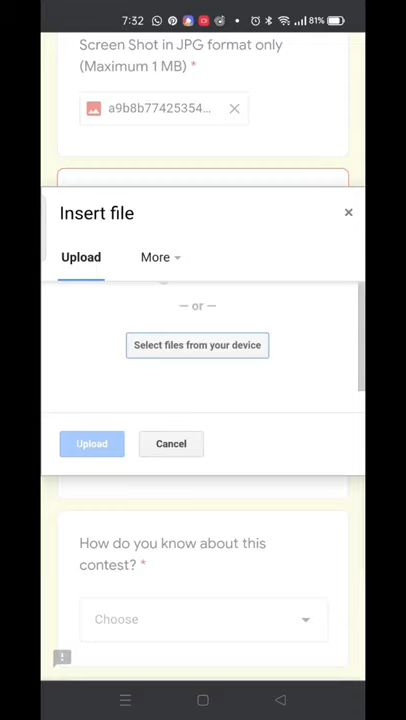 7:32
81%
Screen Shot in JPG format only
(Maximum 1 MB) *
a9b8b77425354...
Insert file
Upload More
— or —
Select files from your device
Upload Cancel
How do you know about this
contest? *
Choose